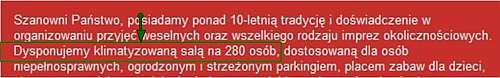 Szanowni Państwo, posiadamy ponad 10-letnią tradycję i doświadczenie w
organizowaniu przyjęć weselnych oraz wszelkiego rodzaju imprez okolicznościowych.
Dysponujemy klimatyzowaną salą na 280 osób, dostosowaną dla osób
niepełnosprawnych, ogrodzonym i strzeżonym parkingiem, placem zabaw dla dzieci,